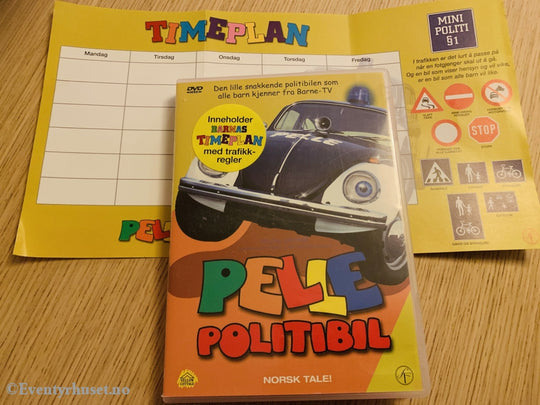 TIMEPLAN
Mandag Tirsdag Onsdag Torsdag Fredag
MINI
POLITI
§1
I trafikken er det lurt å passe på
når en fotgjenger skal ut å gå.
Og en bil som viser hensyn og vet om
er en bil som alle barn vil like.
STOP
PELLE
DVD
Den lille snakkende politibilen som
alle barn kjenner fra Barne-TV
Inneholder
BARNAS
TIMEPLAN
med trafikk-
regler
PELLE
PELLE
POLITIBIL
NORSK TALE!
©Eventyrhuset.no